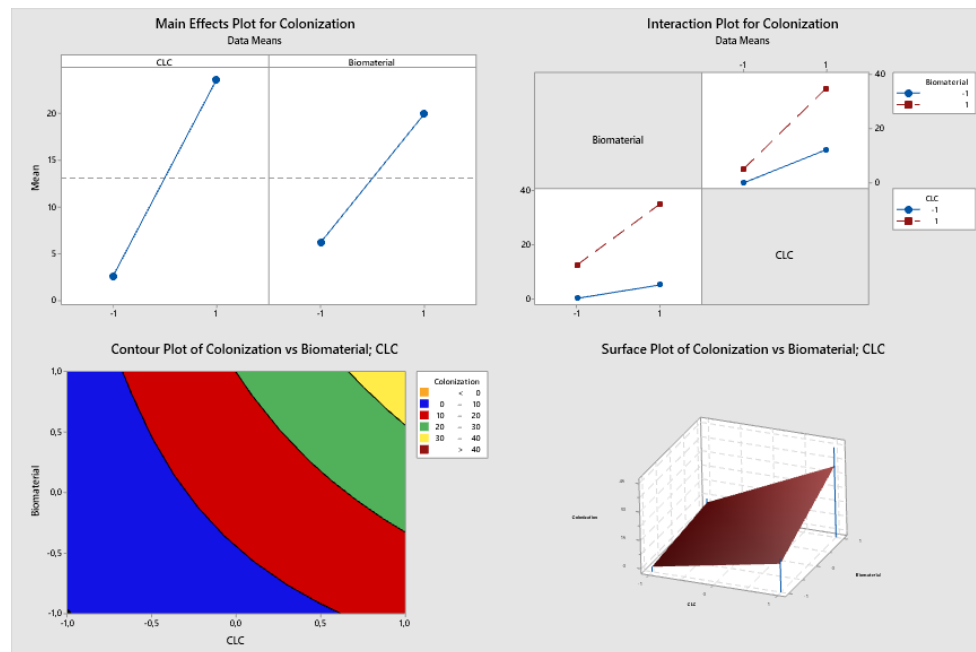 Main Effects Plot for Colonization
Data Means
CLC Biomaterial
Mean
20
15
10
5
0
-1 1 -1 1
Interaction Plot for Colonization
Data Means
-1 1
Biomaterial
40
20
0
Biomaterial
-1
1
40
20
0
CLC
CLC
-1
1
-1 1
Contour Plot of Colonization vs Biomaterial; CLC
Biomaterial
1,0
0,5
0,0
-0,5
-1,0
-1,0 -0,5 0,0 0,5 1,0
CLC
Colonization
< 0
0 – 10
10 – 20
20 – 30
30 – 40
> 40
Surface Plot of Colonization vs Biomaterial; CLC
Colonization
Biomaterial
CLC